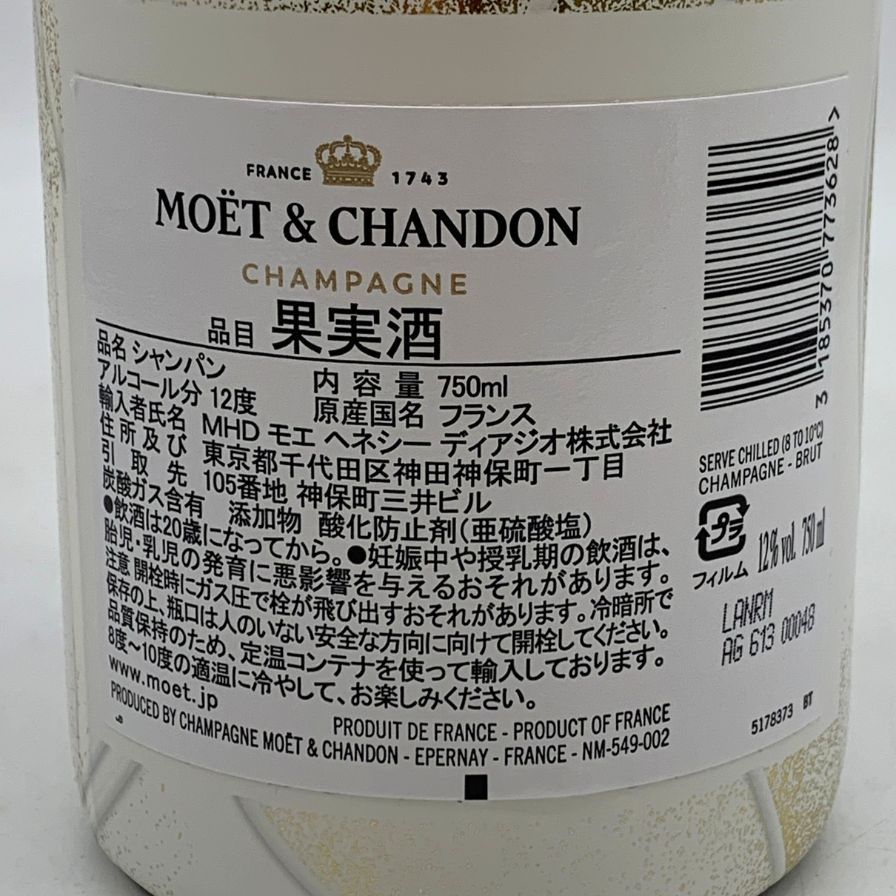 FRANCE 1743
MOËT & CHANDON
CHAMPAGNE
品目 果実酒
品名 シャンパン
アルコール分 12度 内容量 750ml
輸入者氏名 原産国名 フランス
住所及び MHD モエ ヘネシー ディアジオ株式会社
引取先 東京都千代田区神田神保町一丁目
105番地 神保町三井ビル
炭酸ガス含有 添加物 酸化防止剤(亜硫酸塩)
●飲酒は20歳になってから。●妊娠中や授乳期の飲酒は、
胎児・乳児の発育に悪影響を与えるおそれがあります。
注意 開栓時にガス圧で栓が飛び出すおそれがあります。冷暗所で
保存の上、瓶口は人のいない安全な方向に向けて開栓してください。
品質保持のため、定温コンテナを使って輸入しております。
8度～10度の適温に冷やして、お楽しみください。
www.moet.jp
PRODUIT DE FRANCE - PRODUCT OF FRANCE
PRODUCED BY CHAMPAGNE MOËT & CHANDON - EPERNAY - FRANCE - NM-549-002
3 185370 773628 >
SERVE CHILLED (8 TO 10°C)
CHAMPAGNE - BRUT
プラ
フィルム 12% vol. 750 ml
LANRM
AG 613 00048
5178373 BT